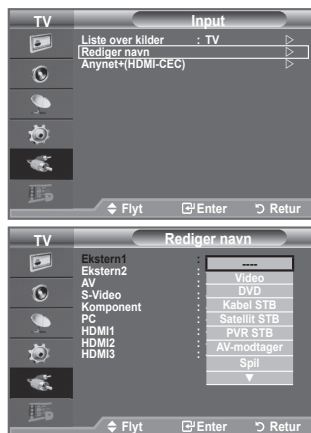 TV Input
Liste over kilder : TV
Rediger navn
Anynet+(HDMI-CEC)
Flyt Enter Retur
TV Rediger navn
Ekstern1 : ----
Ekstern2 :
AV : Video
S-Video : DVD
Komponent : Kabel STB
PC : Satellit STB
HDMI1 : PVR STB
HDMI2 : AV-modtager
HDMI3 : Spil
Flyt Enter Retur